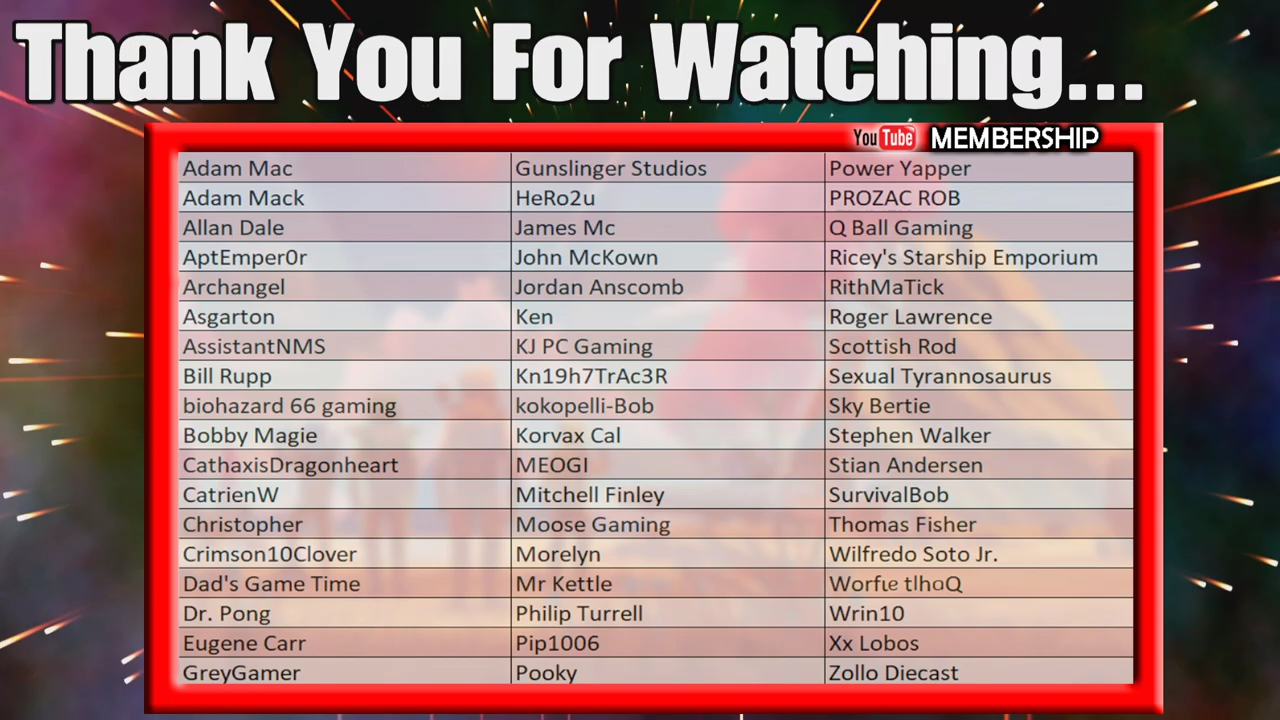 Thank You For Watching...
YouTube MEMBERSHIP
Adam Mac Gunslinger Studios Power Yapper
Adam Mack HeRo2u PROZAC ROB
Allan Dale James Mc Q Ball Gaming
AptEmper0r John McKown Ricey's Starship Emporium
Archangel Jordan Anscomb RithMaTick
Asgarton Ken Roger Lawrence
AssistantNMS KJ PC Gaming Scottish Rod
Bill Rupp Kn19h7TrAc3R Sexual Tyrannosaurus
biohazard 66 gaming kokopelli-Bob Sky Bertie
Bobby Magie Korvax Cal Stephen Walker
CathaxisDragonheart MEOGI Stian Andersen
CatrienW Mitchell Finley SurvivalBob
Christopher Moose Gaming Thomas Fisher
Crimson10Clover Morelyn Wilfredo Soto Jr.
Dad's Game Time Mr Kettle Worfɩe tlhoQ
Dr. Pong Philip Turrell Wrin10
Eugene Carr Pip1006 Xx Lobos
GreyGamer Pooky Zollo Diecast